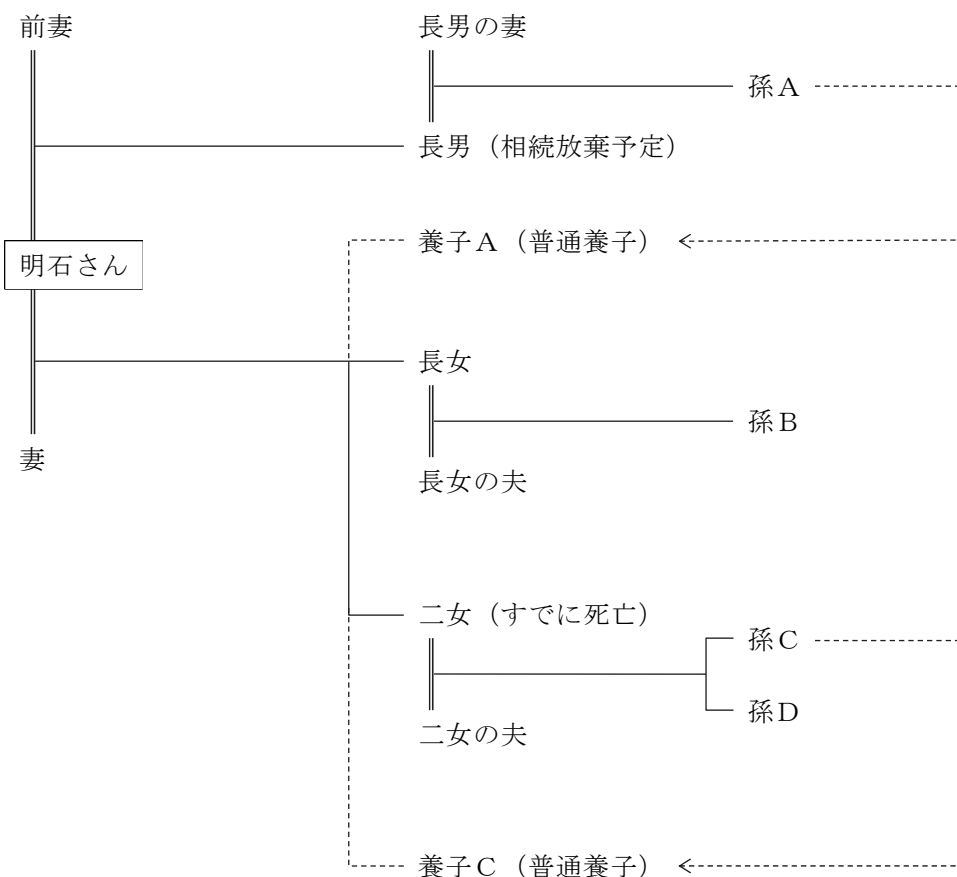 前妻
長男の妻
孫A
長男（相続放棄予定）
養子A（普通養子）
明石さん
長女
孫B
妻
長女の夫
二女（すでに死亡）
孫C
孫D
二女の夫
養子C（普通養子）